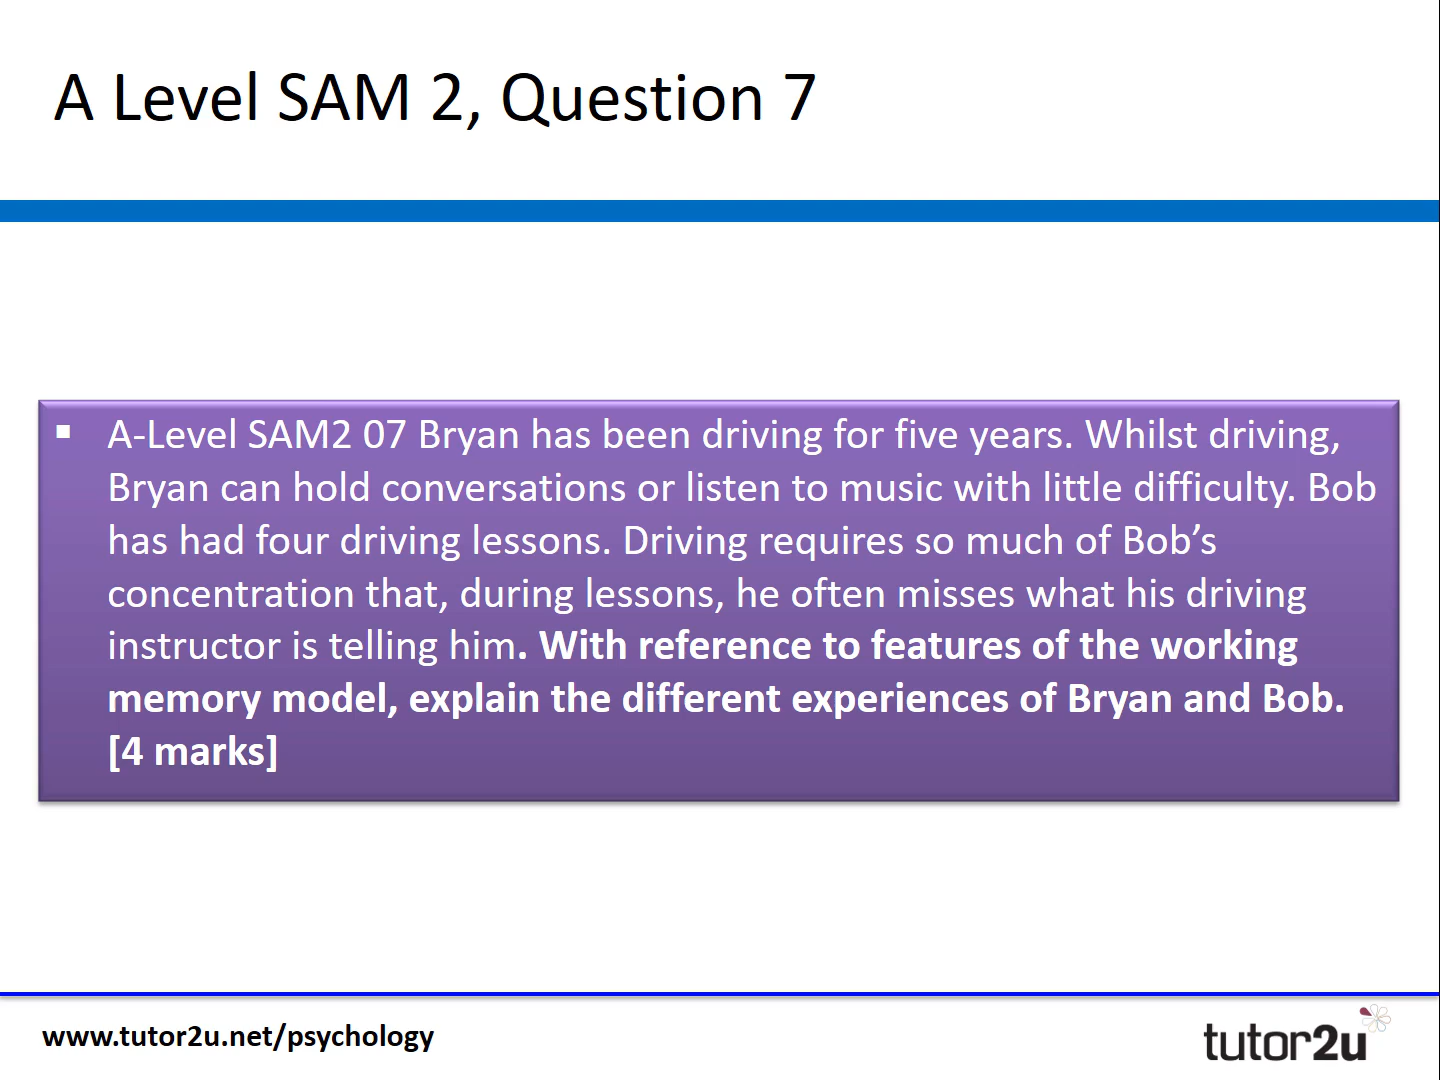 A Level SAM 2, Question 7
▪ A-Level SAM2 07 Bryan has been driving for five years. Whilst driving,
Bryan can hold conversations or listen to music with little difficulty. Bob
has had four driving lessons. Driving requires so much of Bob’s
concentration that, during lessons, he often misses what his driving
instructor is telling him. With reference to features of the working
memory model, explain the different experiences of Bryan and Bob.
[4 marks]
www.tutor2u.net/psychology
tutor2u